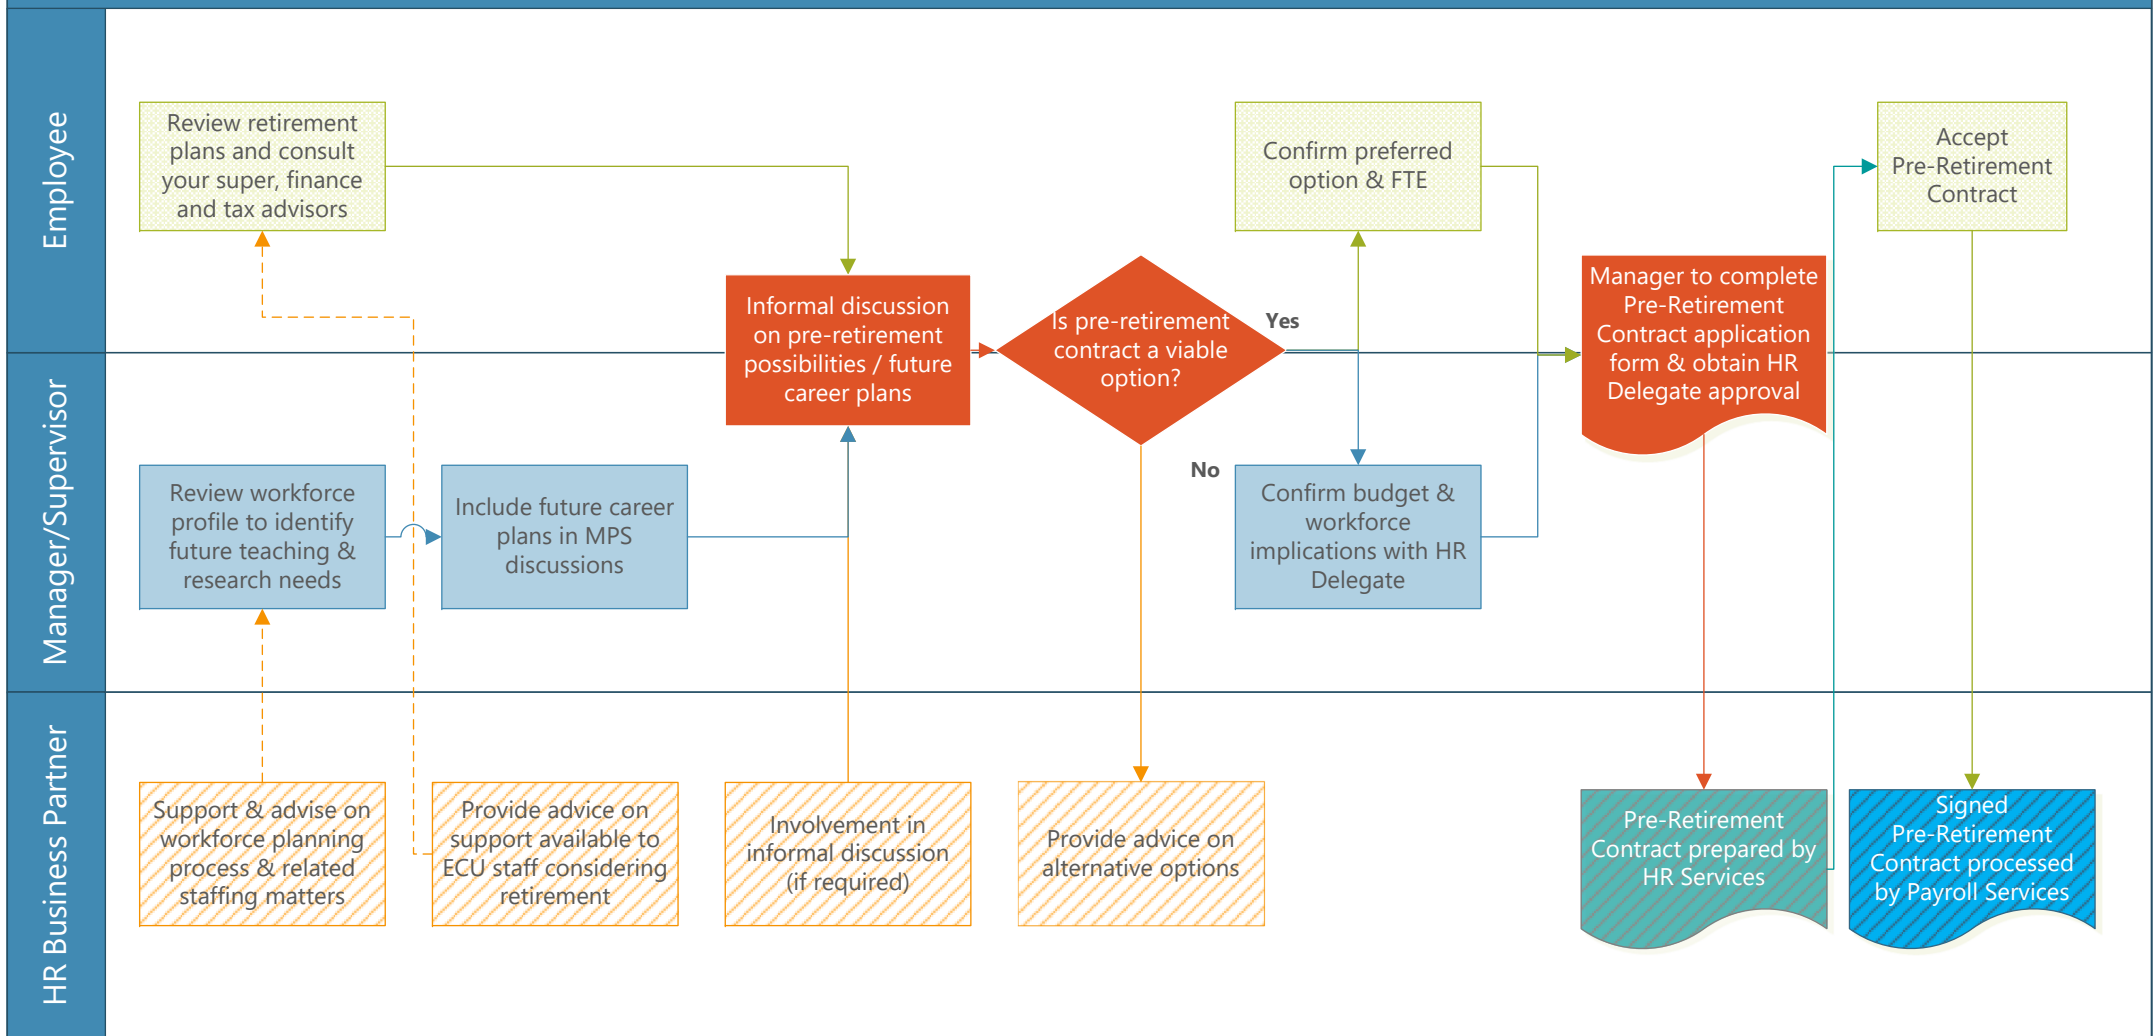 Employee
Review retirement
plans and consult
your super, finance
and tax advisors
Confirm preferred
option & FTE
Accept
Pre-Retirement
Contract
Informal discussion
on pre-retirement
possibilities / future
career plans
Is pre-retirement
contract a viable
option?
Yes
No
Manager to complete
Pre-Retirement
Contract application
form & obtain HR
Delegate approval
Manager/Supervisor
Review workforce
profile to identify
future teaching &
research needs
Include future career
plans in MPS
discussions
Confirm budget &
workforce
implications with HR
Delegate
HR Business Partner
Support & advise on
workforce planning
process & related
staffing matters
Provide advice on
support available to
ECU staff considering
retirement
Involvement in
informal discussion
(if required)
Provide advice on
alternative options
Pre-Retirement
Contract prepared by
HR Services
Signed
Pre-Retirement
Contract processed
by Payroll Services